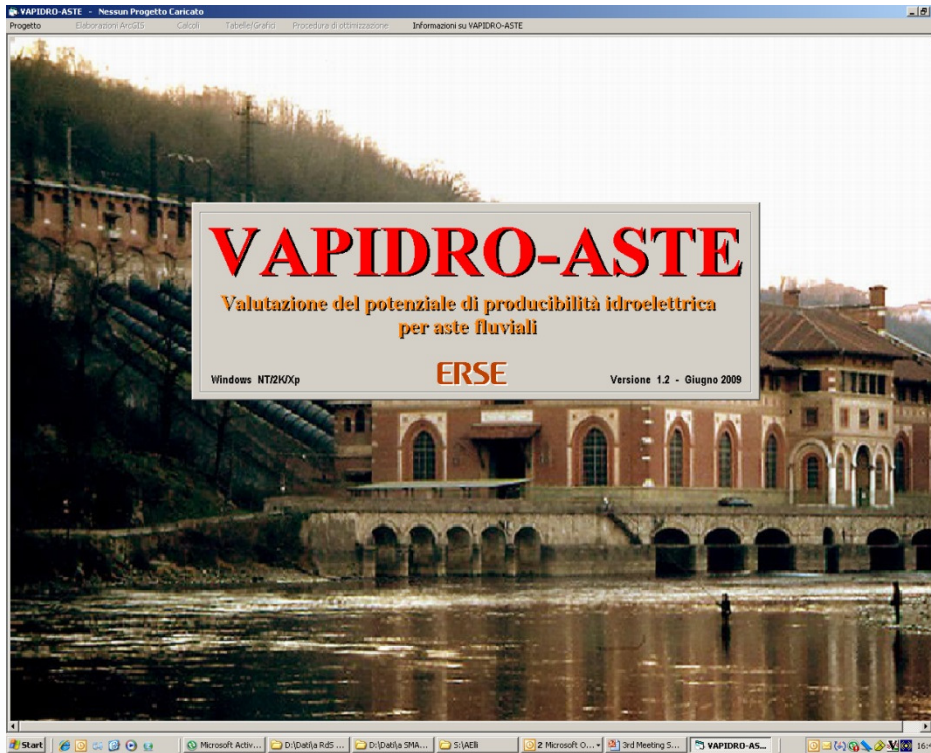 VAPIDRO-ASTE - Nessun Progetto Caricato
Progetto Elaborazioni ArcGIS Calcoli Tabelle/Grafici Procedura di ottimizzazione Informazioni su VAPIDRO-ASTE
VAPIDRO-ASTE
Valutazione del potenziale di producibilità idroelettrica
per aste fluviali
ERSE
Windows NT/2K/Xp
Versione 1.2 - Giugno 2009
Start Microsoft Activ... D:\Dati\a RdS ... D:\Dati\a SMA... S:\AElli 2 Microsoft O... 3rd Meeting S... VAPIDRO-AS...